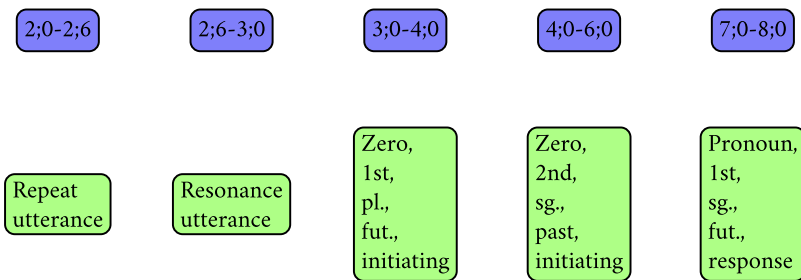 2;0-2;6
2;6-3;0
3;0-4;0
4;0-6;0
7;0-8;0
Repeat
utterance
Resonance
utterance
Zero,
1st,
pl.,
fut.,
initiating
Zero,
2nd,
sg.,
past,
initiating
Pronoun,
1st,
sg.,
fut.,
response